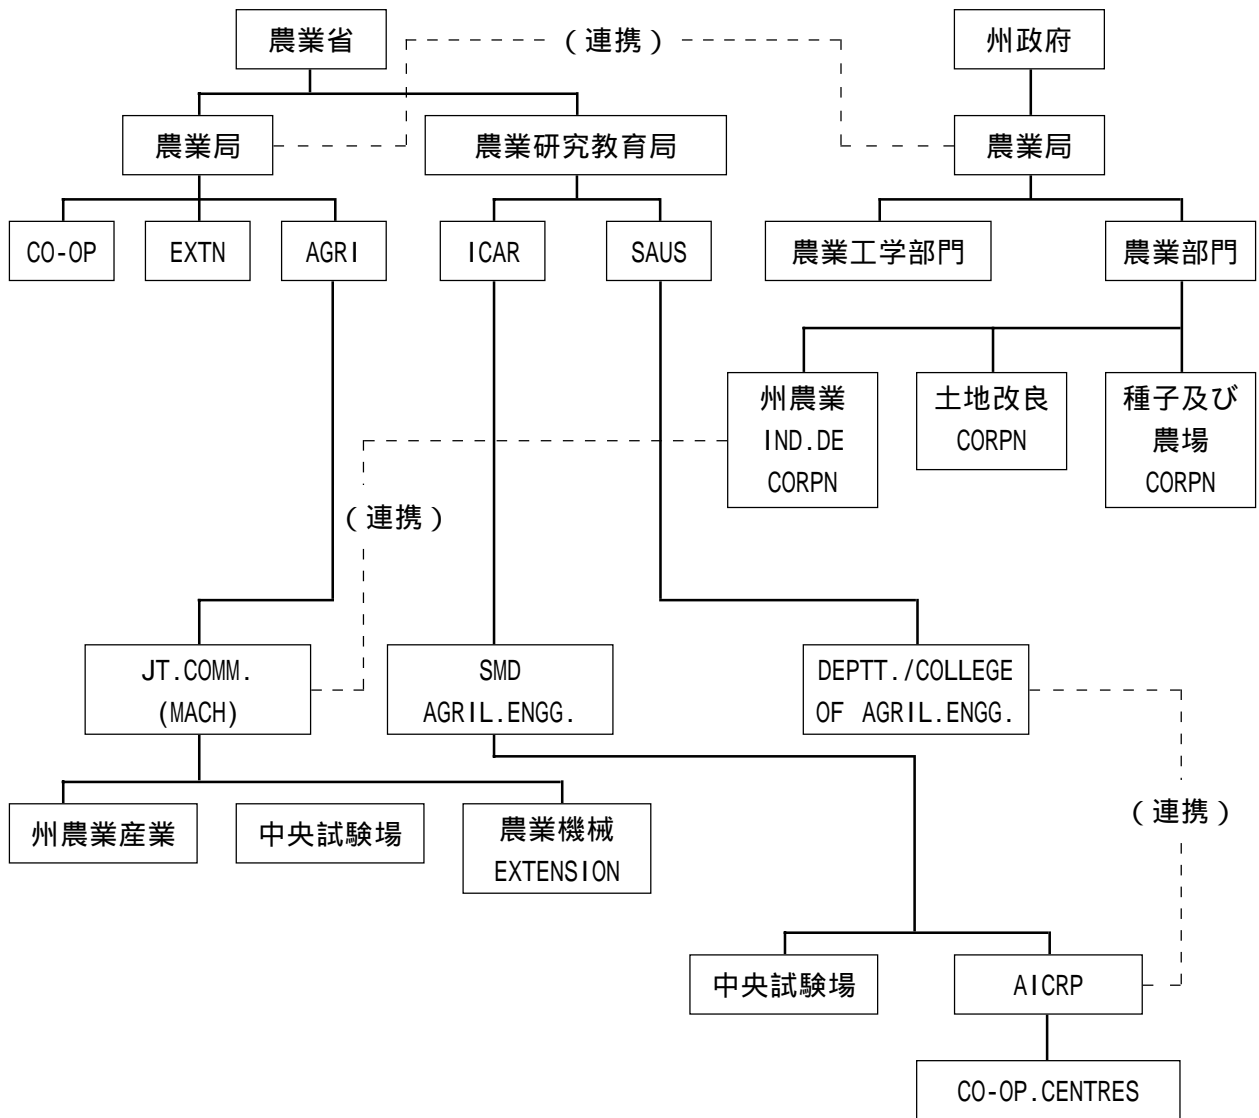 農業省
(連携)
州政府
農業局
農業研究教育局
農業局
CO-OP
EXTN
AGRI
ICAR
SAUS
農業工学部門
農業部門
州農業
IND.DE
CORPN
土地改良
CORPN
種子及び
農場
CORPN
(連携)
JT.COMM.
(MACH)
SMD
AGRIL.ENGG.
DEPTT./COLLEGE
OF AGRIL.ENGG.
州農業産業
中央試験場
農業機械
EXTENSION
(連携)
中央試験場
AICRP
CO-OP.CENTRES